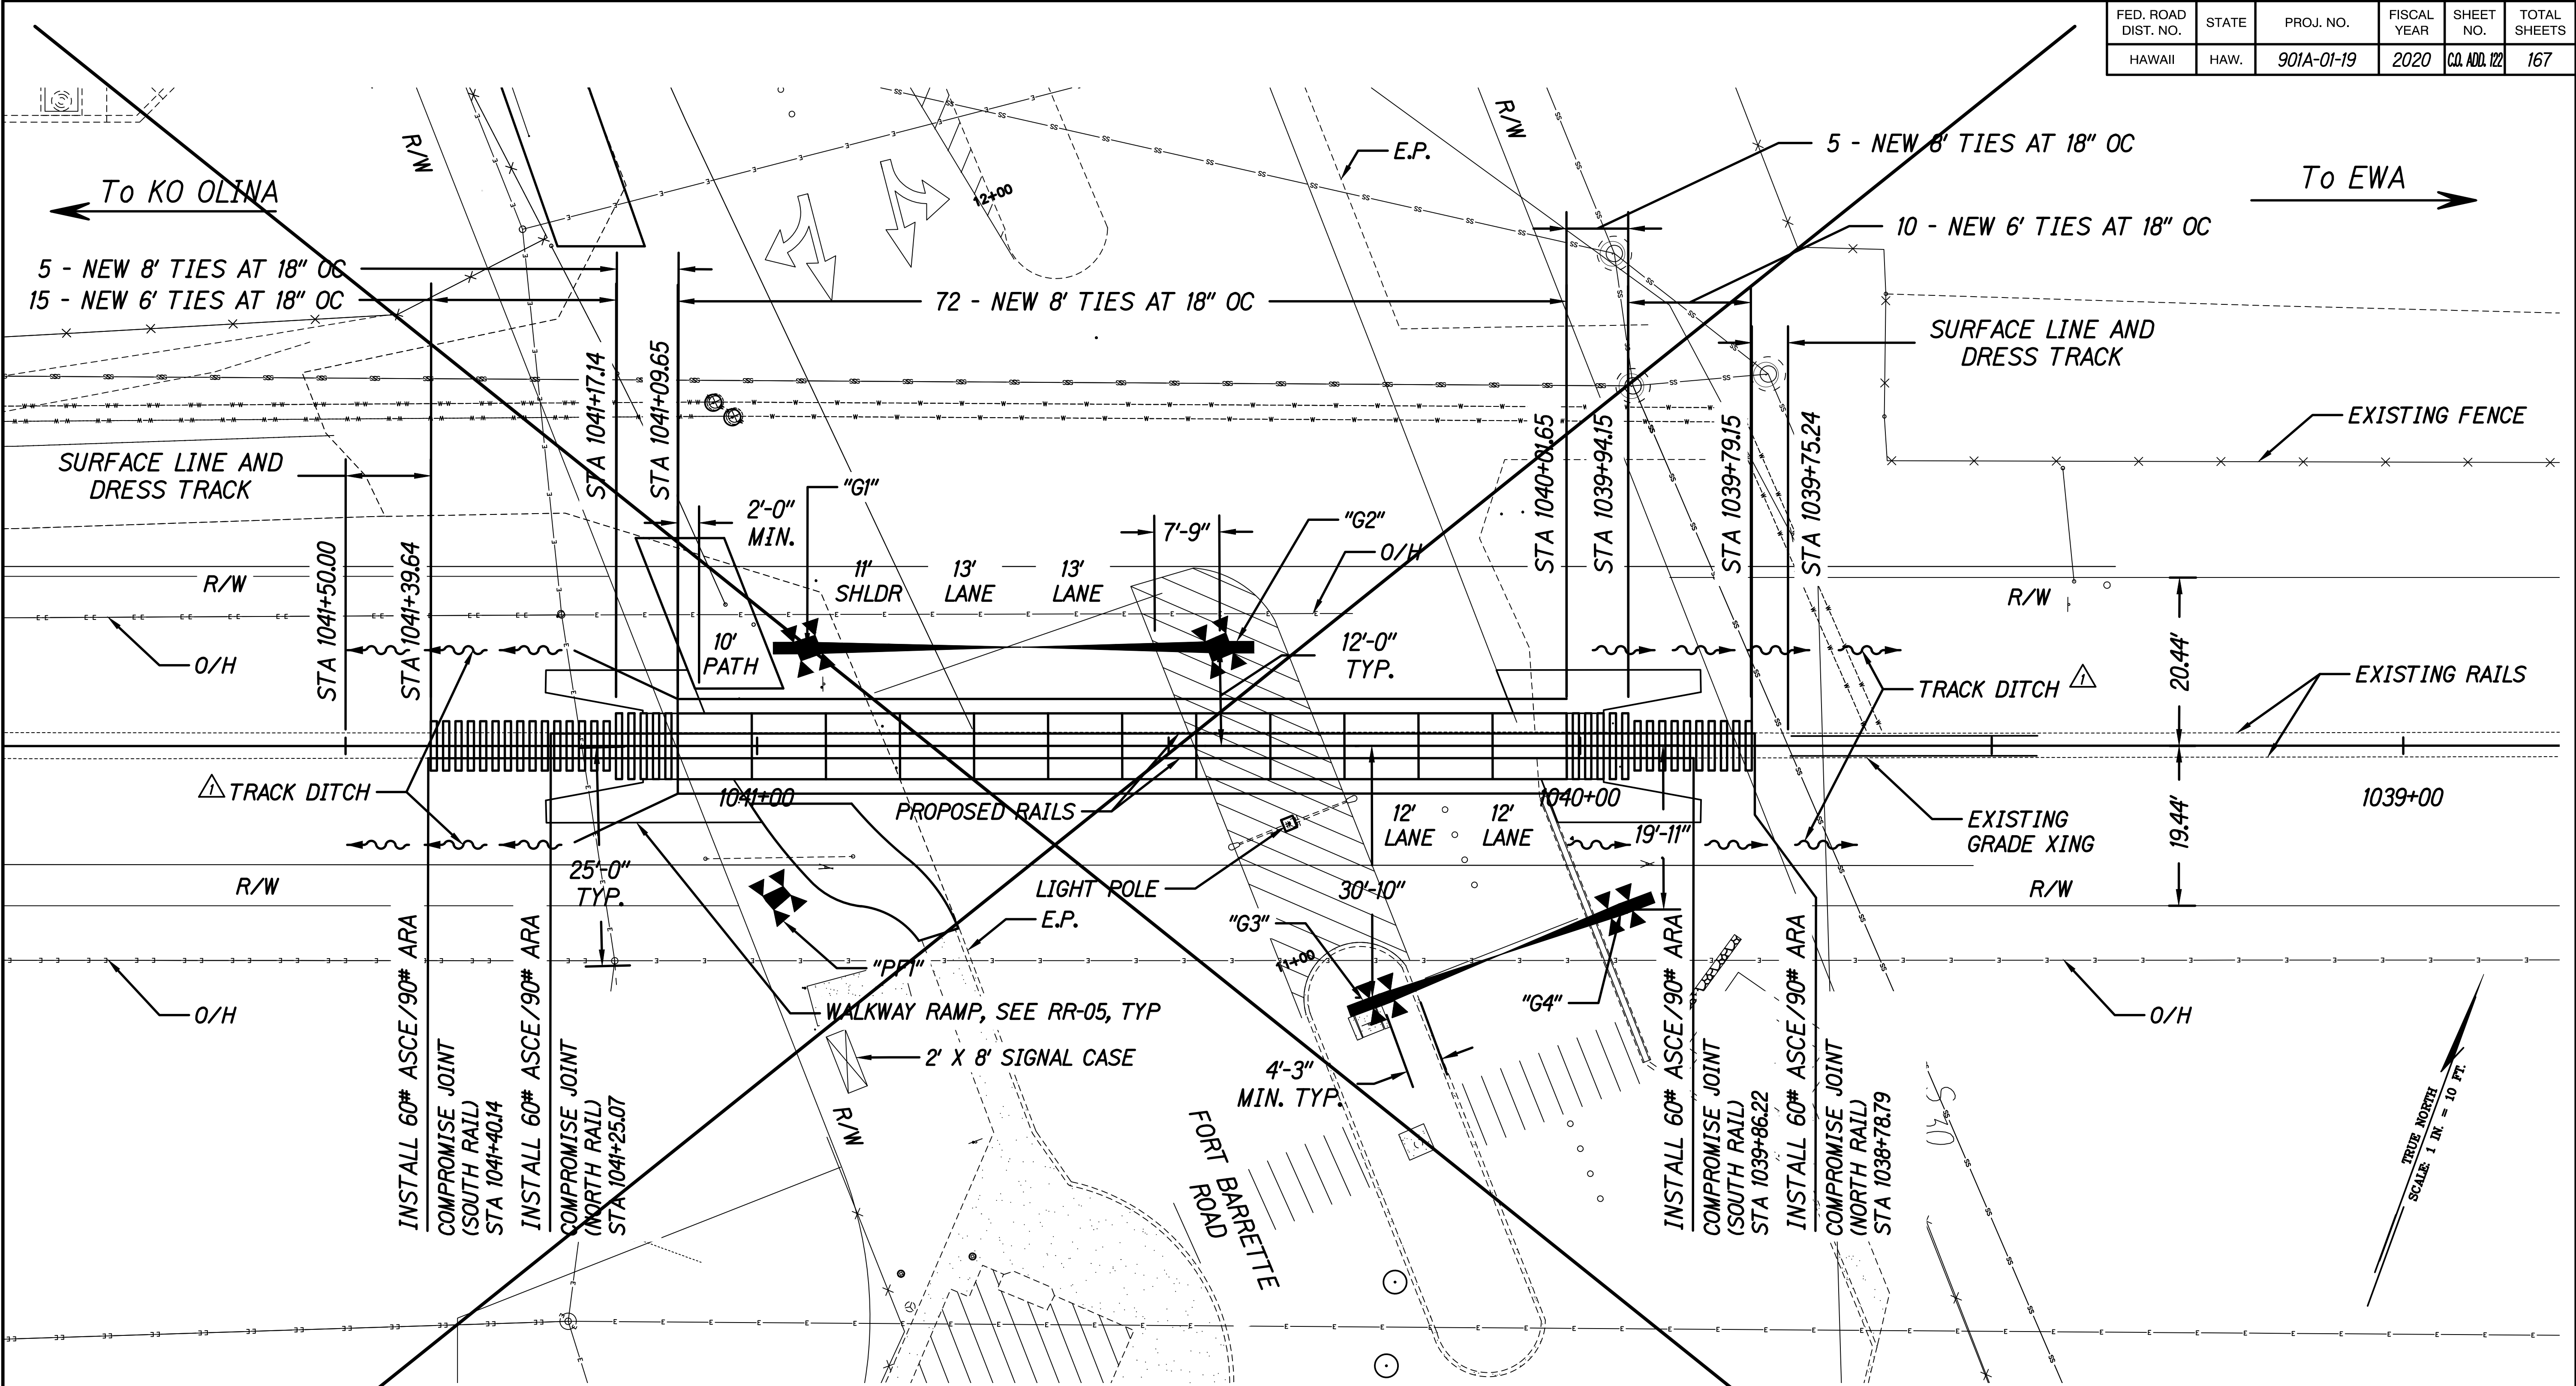 FED. ROAD DIST. NO.
STATE
PROJ. NO.
FISCAL YEAR
SHEET NO.
TOTAL SHEETS
HAWAII
HAW.
901A-01-19
2020
C.O. ADD. 122
167
R/W
R/W
E.P.
5 - NEW 8' TIES AT 18" OC
To KO OLINA
To EWA
12+00
10 - NEW 6' TIES AT 18" OC
5 - NEW 8' TIES AT 18" OC
15 - NEW 6' TIES AT 18" OC
72 - NEW 8' TIES AT 18" OC
SURFACE LINE AND
DRESS TRACK
STA 1041+17.14
STA 1041+09.65
STA 1040+01.65
STA 1039+94.15
STA 1039+79.15
STA 1039+75.24
EXISTING FENCE
SURFACE LINE AND
DRESS TRACK
"G1"
2'-0"
MIN.
7'-9"
"G2"
O/H
STA 1041+50.00
STA 1041+39.64
R/W
11'
SHLDR
13'
LANE
13'
LANE
R/W
10'
PATH
12'-0"
TYP.
20.44'
O/H
TRACK DITCH 1
EXISTING RAILS
1 TRACK DITCH
1041+00
PROPOSED RAILS
1040+00
1039+00
12'
LANE
12'
LANE
19'-11"
EXISTING
GRADE XING
19.44'
25'-0"
TYP.
R/W
LIGHT POLE
30'-10"
R/W
E.P.
"G3"
"PF1"
11+00
"G4"
O/H
WALKWAY RAMP, SEE RR-05, TYP
O/H
2' X 8' SIGNAL CASE
4'-3"
MIN. TYP.
INSTALL 60# ASCE/90# ARA
COMPROMISE JOINT
(SOUTH RAIL)
STA 1041+40.14
INSTALL 60# ASCE/90# ARA
COMPROMISE JOINT
(NORTH RAIL)
STA 1041+25.07
R/W
FORT BARRETTE
ROAD
INSTALL 60# ASCE/90# ARA
COMPROMISE JOINT
(SOUTH RAIL)
STA 1039+86.22
INSTALL 60# ASCE/90# ARA
COMPROMISE JOINT
(NORTH RAIL)
STA 1038+78.79
TRUE NORTH
SCALE: 1 IN. = 10 FT.